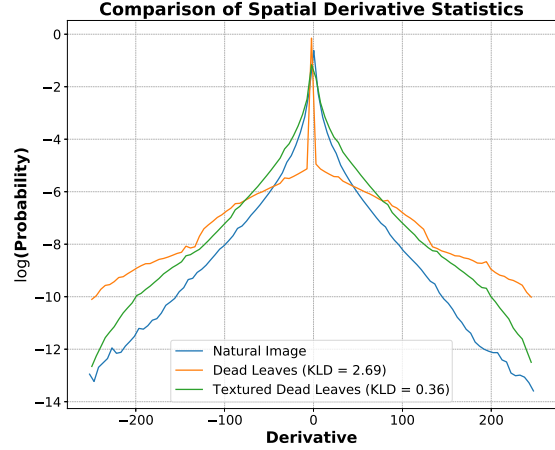 Comparison of Spatial Derivative Statistics
0
−2
−4
−6
−8
−10
−12
−14
log(Probability)
Natural Image
Dead Leaves (KLD = 2.69)
Textured Dead Leaves (KLD = 0.36)
−200 −100 0 100 200
Derivative